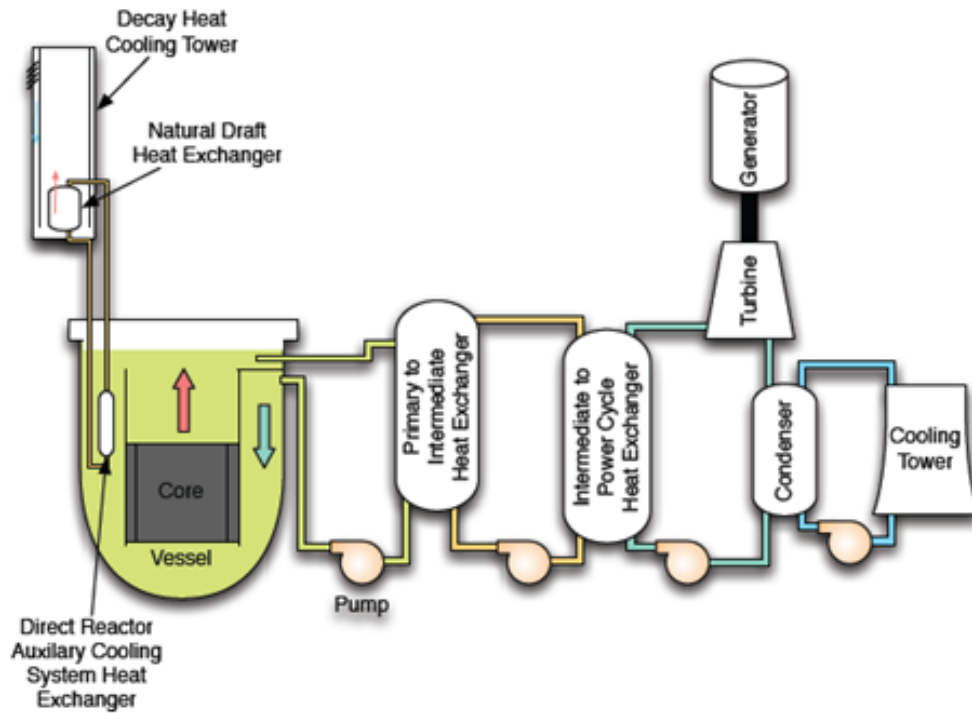 Decay Heat
Cooling Tower
Natural Draft
Heat Exchanger
Generator
Turbine
Primary to
Intermediate
Heat Exchanger
Intermediate to
Power Cycle
Heat Exchanger
Condenser
Cooling
Tower
Core
Vessel
Pump
Direct Reactor
Auxilary Cooling
System Heat
Exchanger